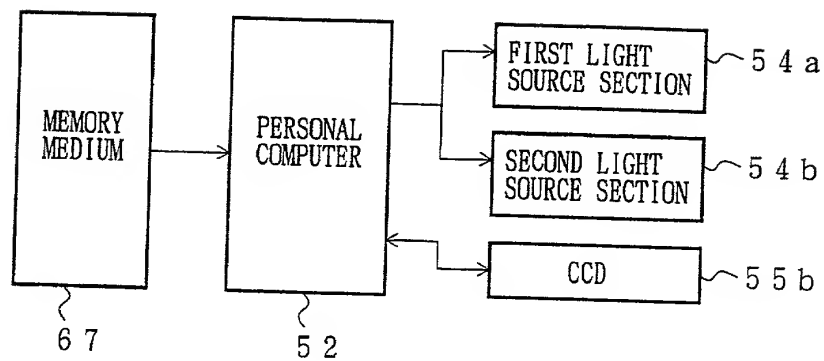 MEMORY
MEDIUM
67
PERSONAL
COMPUTER
52
FIRST LIGHT
SOURCE SECTION
54a
SECOND LIGHT
SOURCE SECTION
54b
CCD
55b